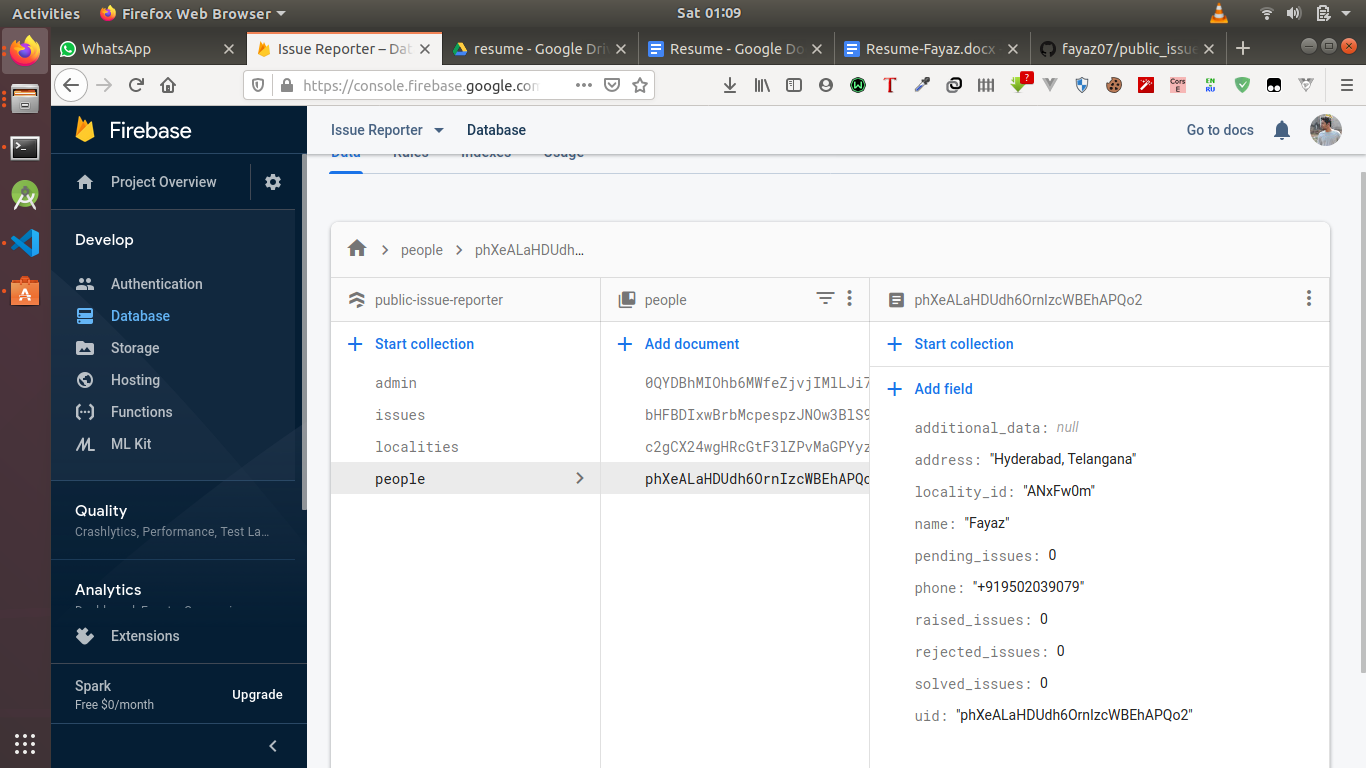 Activities Firefox Web Browser Sat 01:09
WhatsApp Issue Reporter – Dat resume - Google Driv Resume - Google Do Resume-Fayaz.docx fayaz07/public_issue
https://console.firebase.google.con
Firebase Issue Reporter Database Go to docs
Data Rules Indexes Usage
Project Overview
Develop
Authentication
Database
Storage
Hosting
Functions
ML Kit
Quality
Crashlytics, Performance, Test La...
Analytics
Extensions
Spark
Free $0/month
Upgrade
people phXeALaHDUdh...
public-issue-reporter
Start collection
admin
issues
localities
people
people
Add document
0QYDBhMIOhb6MWfeZjvjIMlLJi7
bHFBDIxwBrbMcpespzJNOw3BlS9
c2gCX24wgHRcGtF3lZPvMaGPYyz
phXeALaHDUdh6OrnIzcWBEhAPQo
phXeALaHDUdh6OrnIzcWBEhAPQo2
Start collection
Add field
additional_data: null
address: "Hyderabad, Telangana"
locality_id: "ANxFw0m"
name: "Fayaz"
pending_issues: 0
phone: "+919502039079"
raised_issues: 0
rejected_issues: 0
solved_issues: 0
uid: "phXeALaHDUdh6OrnIzcWBEhAPQo2"